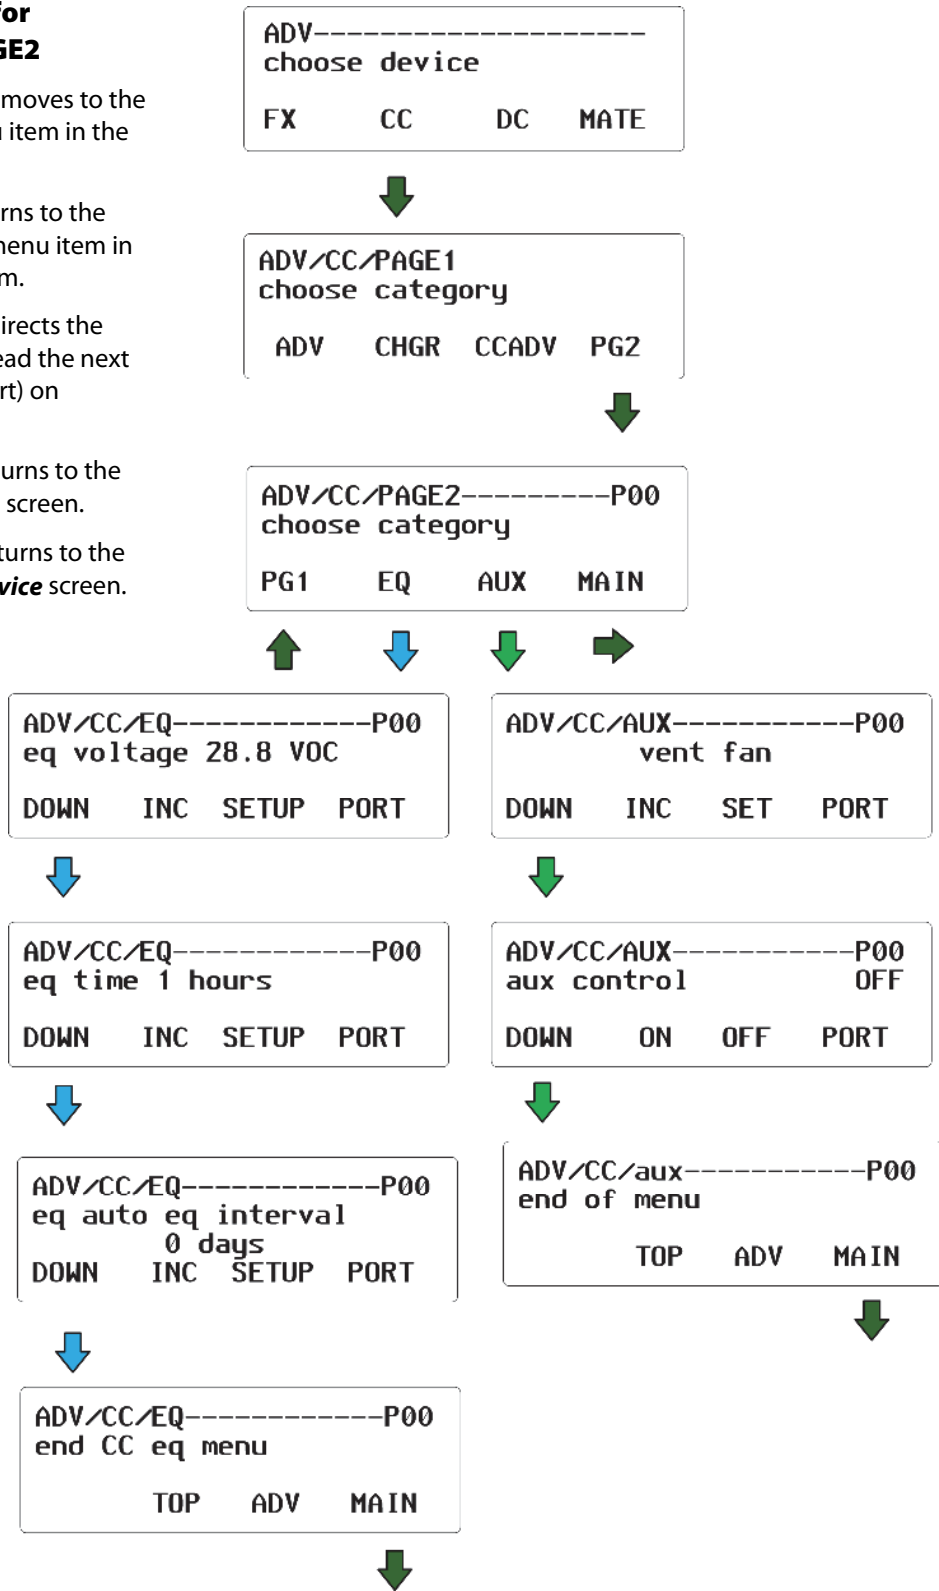 for
GE2
moves to the
item in the
rns to the
menu item in
m.
irects the
ead the next
rt) on
urns to the
screen.
turns to the
vice screen.
ADV--------------------
choose device
FX CC DC MATE
ADV/CC/PAGE1
choose category
ADV CHGR CCADV PG2
ADV/CC/PAGE2---------P00
choose category
PG1 EQ AUX MAIN
ADV/CC/EQ------------P00
eq voltage 28.8 VOC
DOWN INC SETUP PORT
ADV/CC/EQ------------P00
eq time 1 hours
DOWN INC SETUP PORT
ADV/CC/EQ------------P00
eq auto eq interval
0 days
DOWN INC SETUP PORT
ADV/CC/EQ------------P00
end CC eq menu
TOP ADV MAIN
ADV/CC/AUX-----------P00
vent fan
DOWN INC SET PORT
ADV/CC/AUX-----------P00
aux control OFF
DOWN ON OFF PORT
ADV/CC/aux-----------P00
end of menu
TOP ADV MAIN